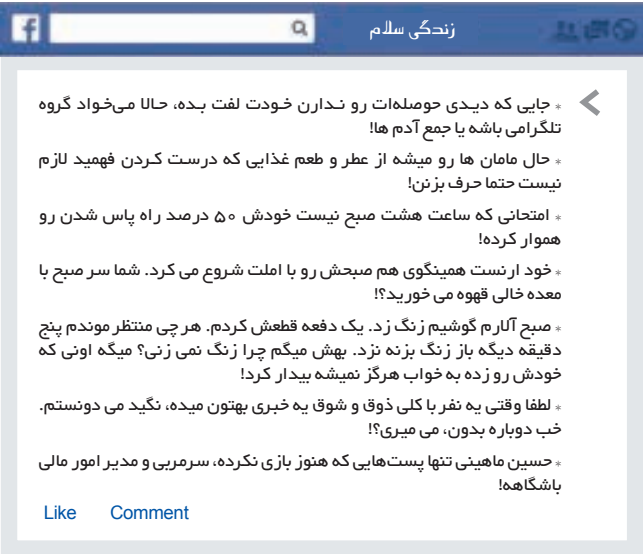 زندگی سلام
* جایی که دیدی حوصله‌ات رو نـدارن خـودت لفت بـده، حـالا می‌خـواد گروه
تلگرامی باشه یا جمع آدم ها!
* حال مامان ها رو میشه از عطر و طعم غذایی که درست کـردن فهمید لازم
نیست حتما حرف بزنن!
* امتحانی که ساعت هشت صبح نیست خودش ۵۰ درصد راه پاس شدن رو
هموار کرده!
* خود ارنست همینگوی هم صبحش رو با املت شروع می کرد. شما سر صبح با
معده خالی قهوه می خورید؟!
* صبح آلارم گوشیم زنگ زد. یک دفعه قطعش کردم. هر چی منتظر موندم پنج
دقیقه دیگه باز زنگ بزنه نزد. بهش میگم چرا زنگ نمی زنی؟ میگه اونی که
خودش رو زده به خواب هرگز نمیشه بیدار کرد!
* لطفا وقتی یه نفر با کلی ذوق و شوق یه خبری بهتون میده، نگید می دونستم.
خب دوباره بدون، می میری؟!
* حسین ماهینی تنها پست‌هایی که هنوز بازی نکرده، سرمربی و مدیر امور مالی
باشگاهه!
Like Comment